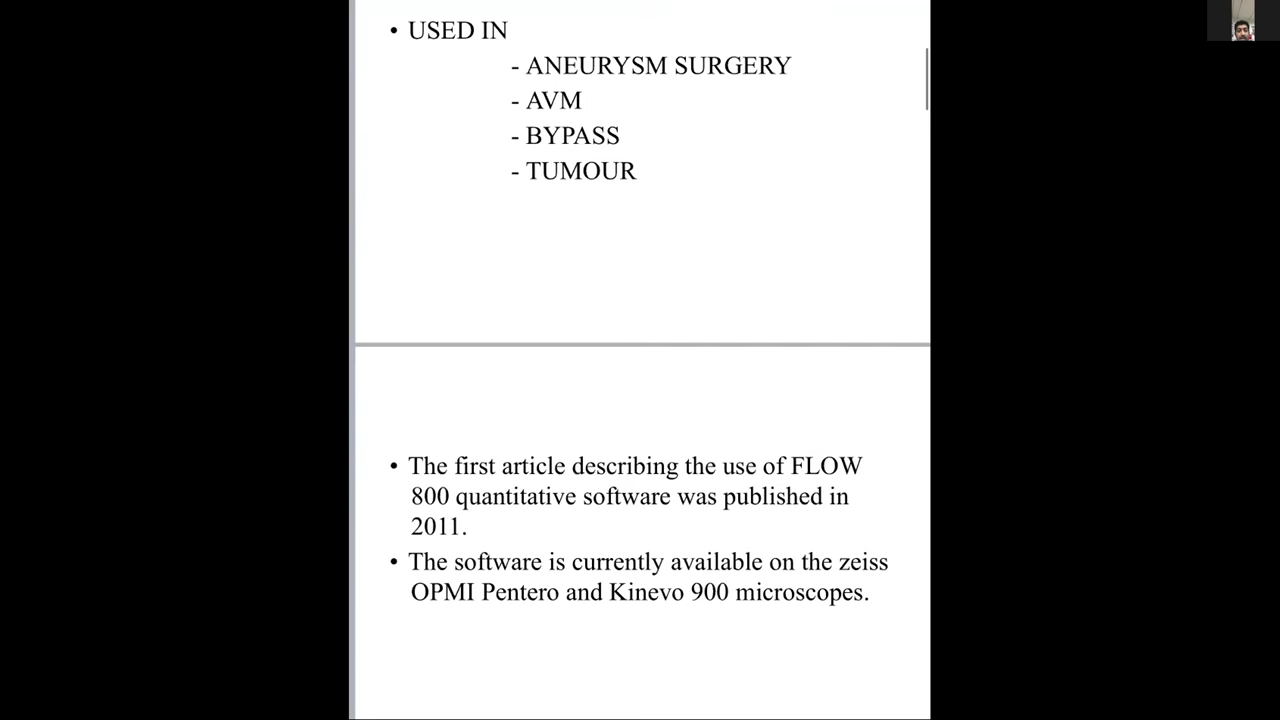 • USED IN
- ANEURYSM SURGERY
- AVM
- BYPASS
- TUMOUR
• The first article describing the use of FLOW
800 quantitative software was published in
2011.
• The software is currently available on the zeiss
OPMI Pentero and Kinevo 900 microscopes.